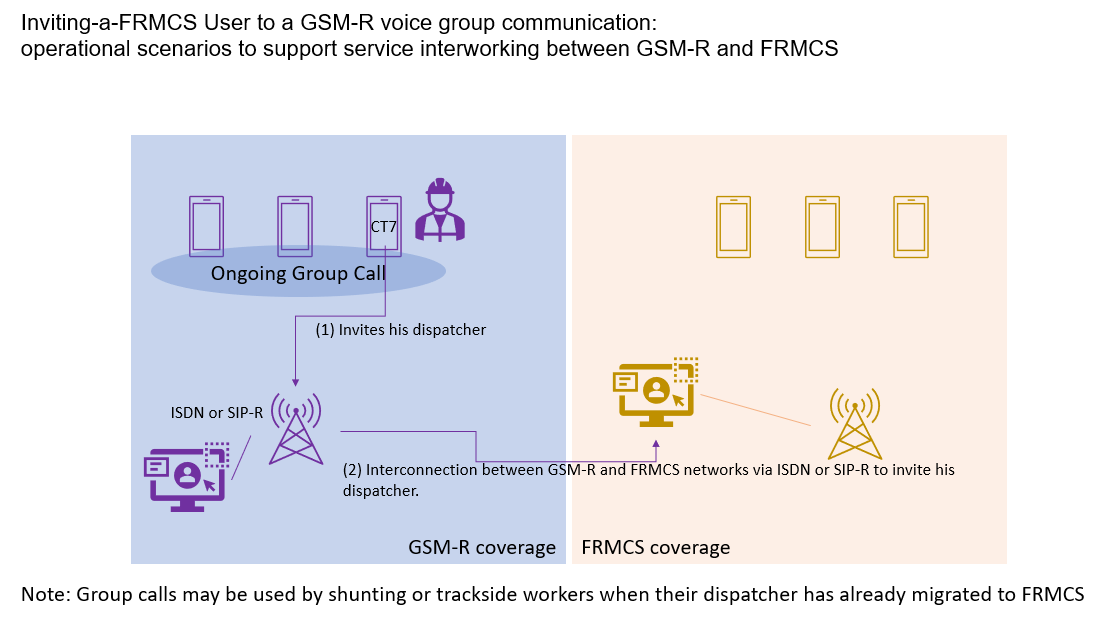 Inviting-a-FRMCS User to a GSM-R voice group communication:
operational scenarios to support service interworking between GSM-R and FRMCS
CT7
Ongoing Group Call
(1) Invites his dispatcher
ISDN or SIP-R
(2) Interconnection between GSM-R and FRMCS networks via ISDN or SIP-R to invite his
dispatcher.
GSM-R coverage
FRMCS coverage
Note: Group calls may be used by shunting or trackside workers when their dispatcher has already migrated to FRMCS